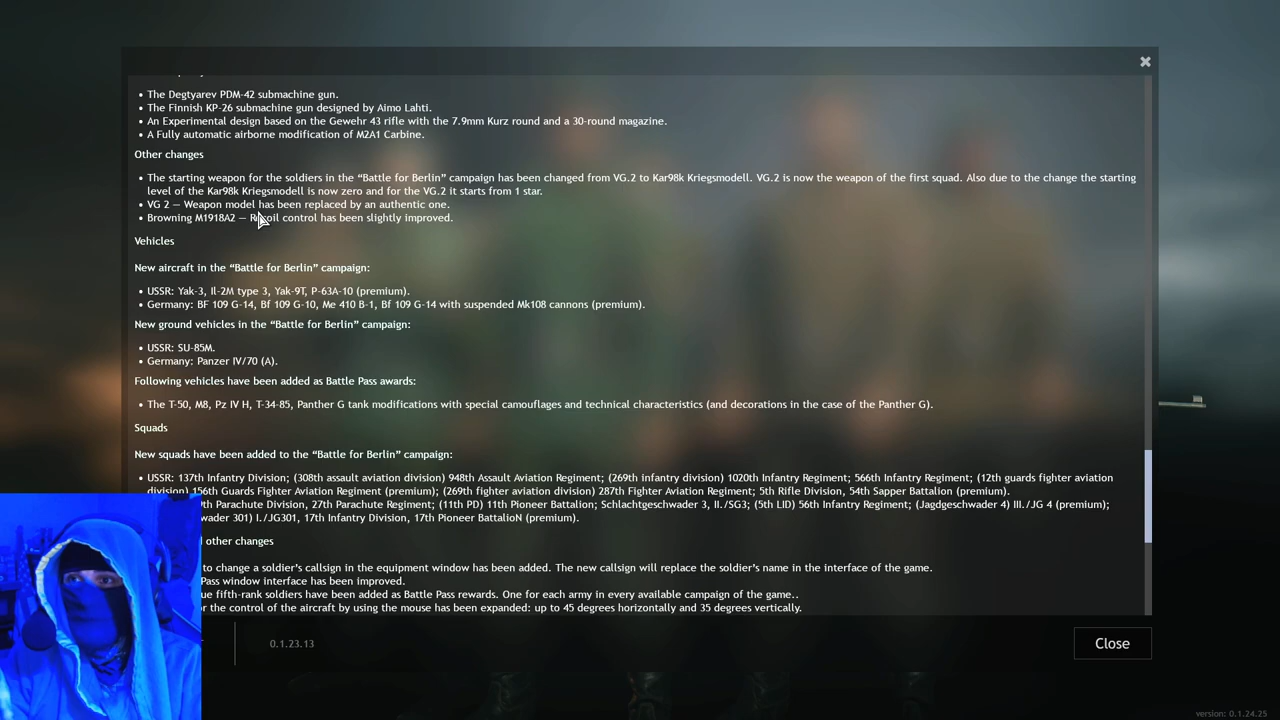 • The Degtyarev PDM-42 submachine gun.
• The Finnish KP-26 submachine gun designed by Aimo Lahti.
• An Experimental design based on the Gewehr 43 rifle with the 7.9mm Kurz round and a 30-round magazine.
• A Fully automatic airborne modification of M2A1 Carbine.
Other changes
• The starting weapon for the soldiers in the “Battle for Berlin” campaign has been changed from VG.2 to Kar98k Kriegsmodell. VG.2 is now the weapon of the first squad. Also due to the change the starting
level of the Kar98k Kriegsmodell is now zero and for the VG.2 it starts from 1 star.
• VG 2 — Weapon model has been replaced by an authentic one.
• Browning M1918A2 — Recoil control has been slightly improved.
Vehicles
New aircraft in the “Battle for Berlin” campaign:
• USSR: Yak-3, Il-2M type 3, Yak-9T, P-63A-10 (premium).
• Germany: BF 109 G-14, Bf 109 G-10, Me 410 B-1, Bf 109 G-14 with suspended Mk108 cannons (premium).
New ground vehicles in the “Battle for Berlin” campaign:
• USSR: SU-85M.
• Germany: Panzer IV/70 (A).
Following vehicles have been added as Battle Pass awards:
• The T-50, M8, Pz IV H, T-34-85, Panther G tank modifications with special camouflages and technical characteristics (and decorations in the case of the Panther G).
Squads
New squads have been added to the “Battle for Berlin” campaign:
• USSR: 137th Infantry Division; (308th assault aviation division) 948th Assault Aviation Regiment; (269th infantry division) 1020th Infantry Regiment; 566th Infantry Regiment; (12th guards fighter aviation
division) 156th Guards Fighter Aviation Regiment (premium); (269th fighter aviation division) 287th Fighter Aviation Regiment; 5th Rifle Division, 54th Sapper Battalion (premium).
Parachute Division, 27th Parachute Regiment; (11th PD) 11th Pioneer Battalion; Schlachtgeschwader 3, II./SG3; (5th LID) 56th Infantry Regiment; (Jagdgeschwader 4) III./JG 4 (premium);
301) I./JG301, 17th Infantry Division, 17th Pioneer BattalioN (premium).
other changes
to change a soldier’s callsign in the equipment window has been added. The new callsign will replace the soldier’s name in the interface of the game.
Pass window interface has been improved.
fifth-rank soldiers have been added as Battle Pass rewards. One for each army in every available campaign of the game..
the control of the aircraft by using the mouse has been expanded: up to 45 degrees horizontally and 35 degrees vertically.
0.1.23.13
Close
version: 0.1.24.25